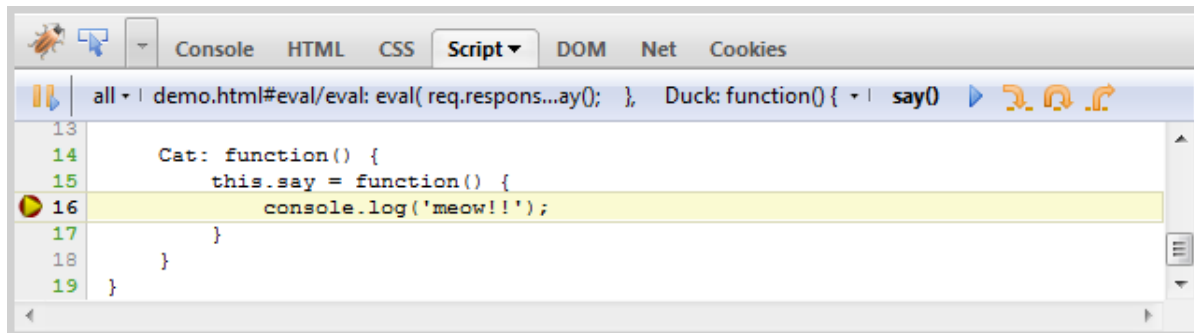 Console HTML CSS Script DOM Net Cookies
all demo.html#eval/eval: eval( req.respons...ay(); }, Duck: function() { say()
13
14 Cat: function() {
15 this.say = function() {
16 console.log('meow!!');
17 }
18 }
19 }